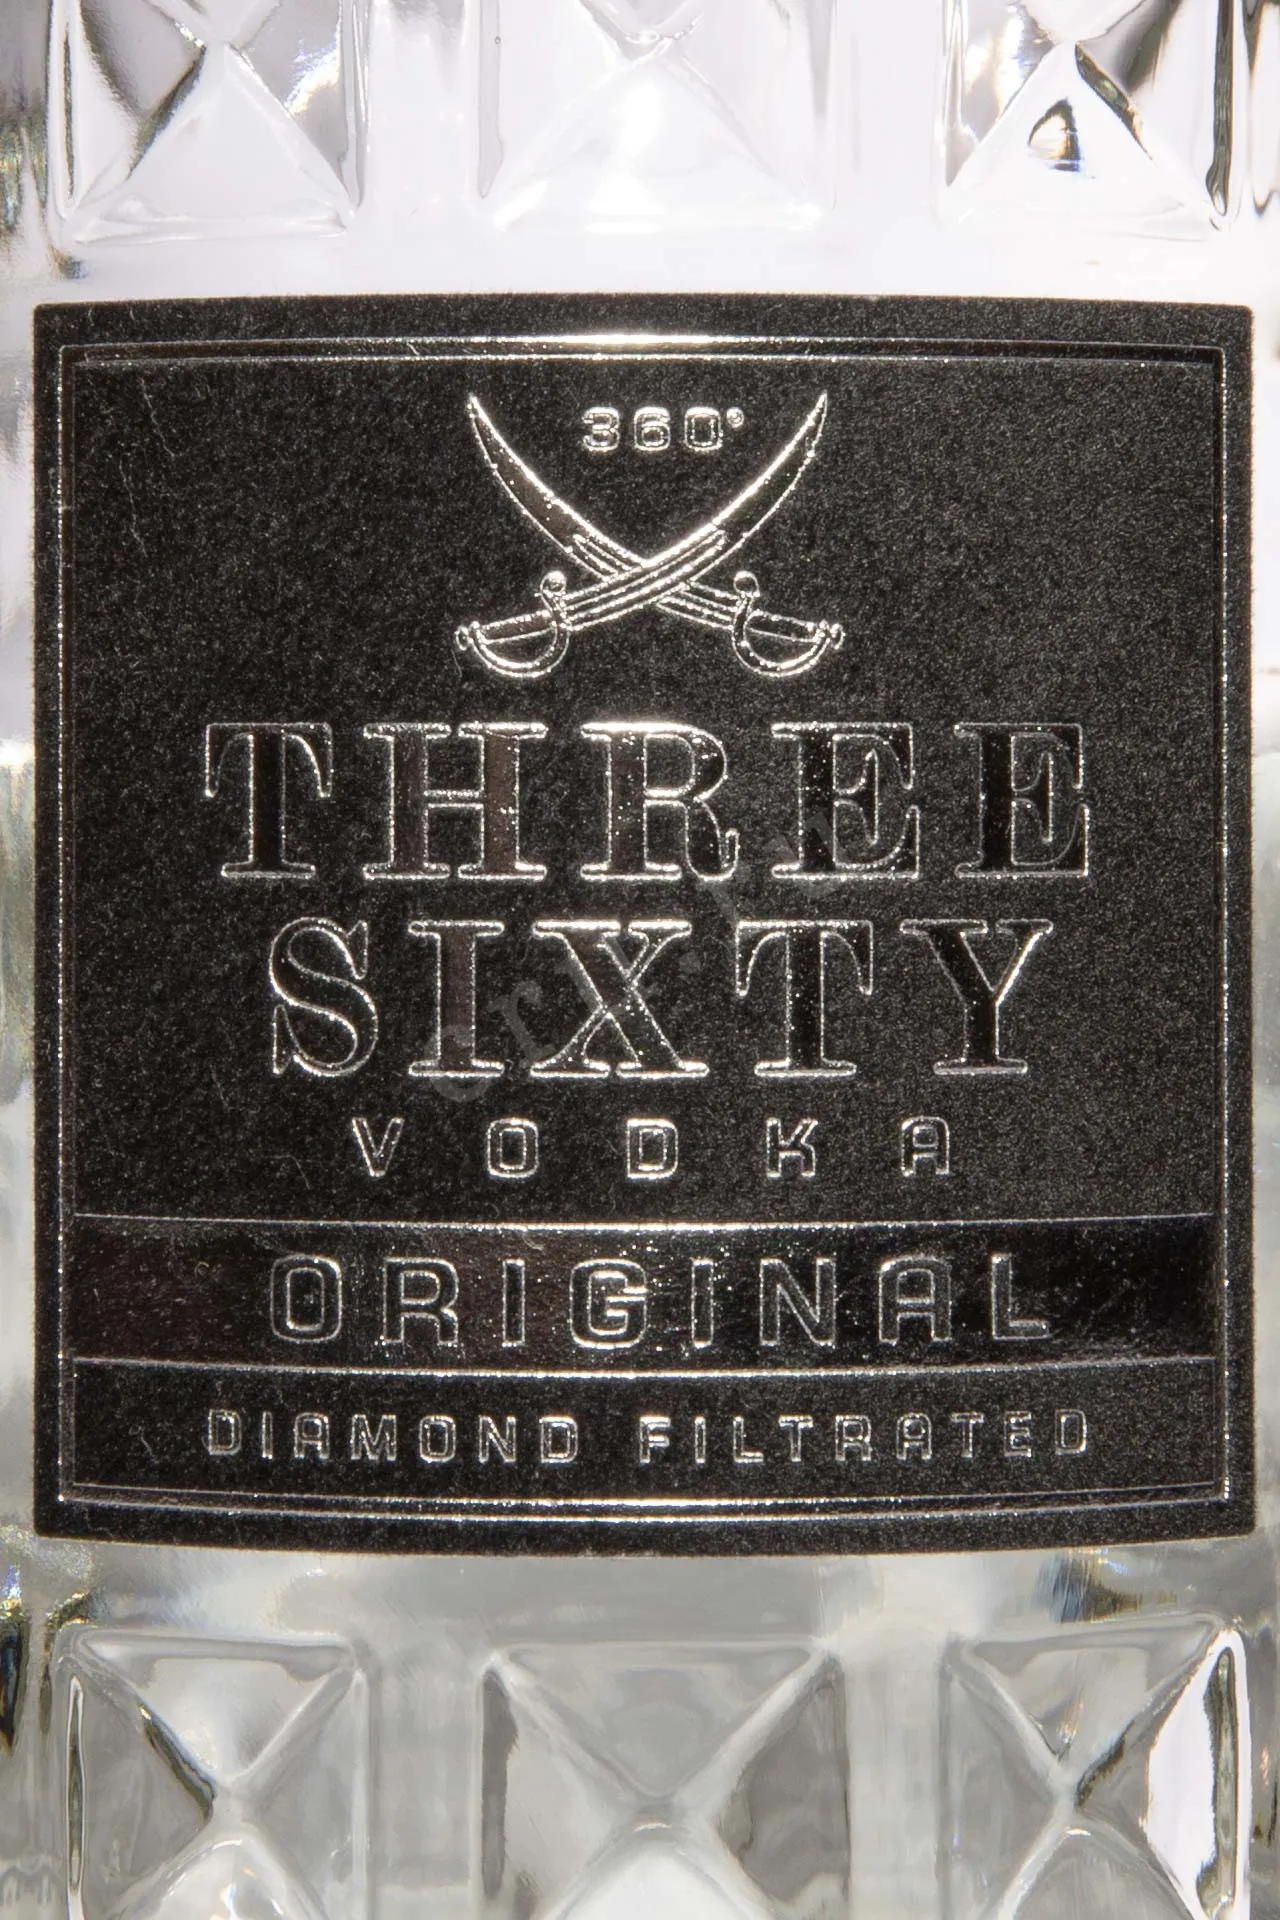 360°
THREE
SIXTY
VODKA
ORIGINAL
DIAMOND FILTRATED